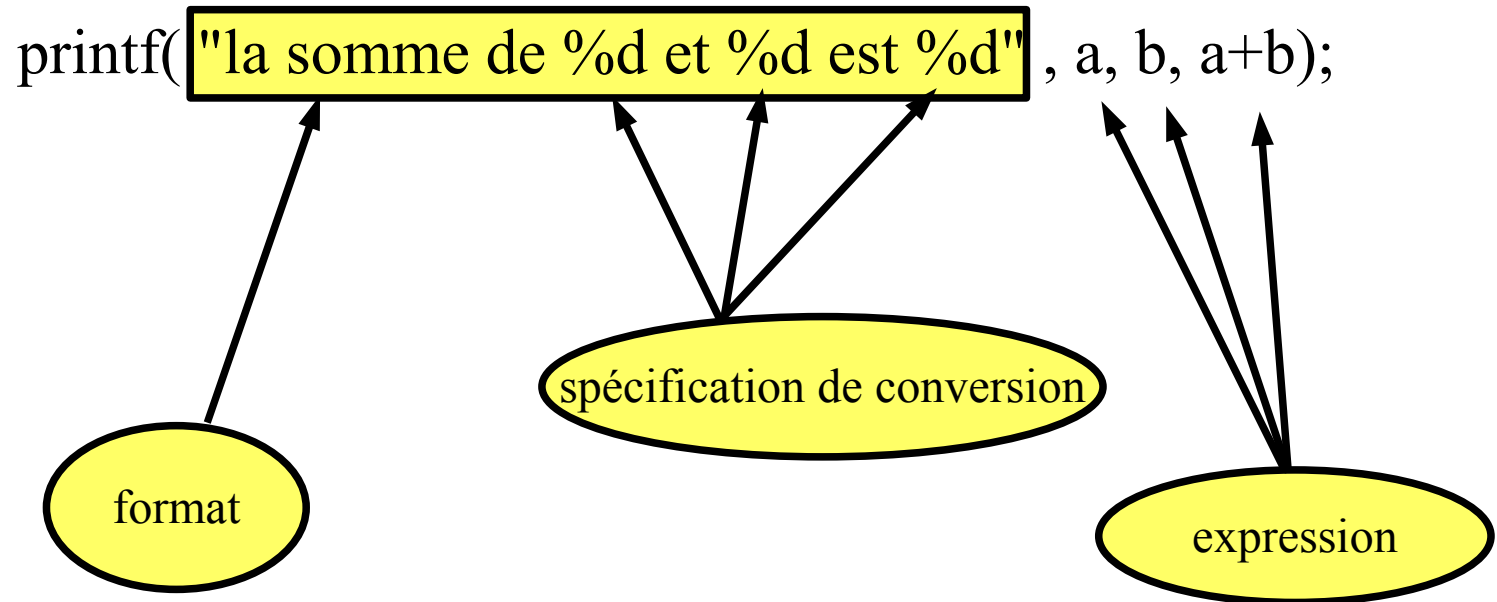 printf( "la somme de %d et %d est %d" , a, b, a+b);
spécification de conversion
format
expression